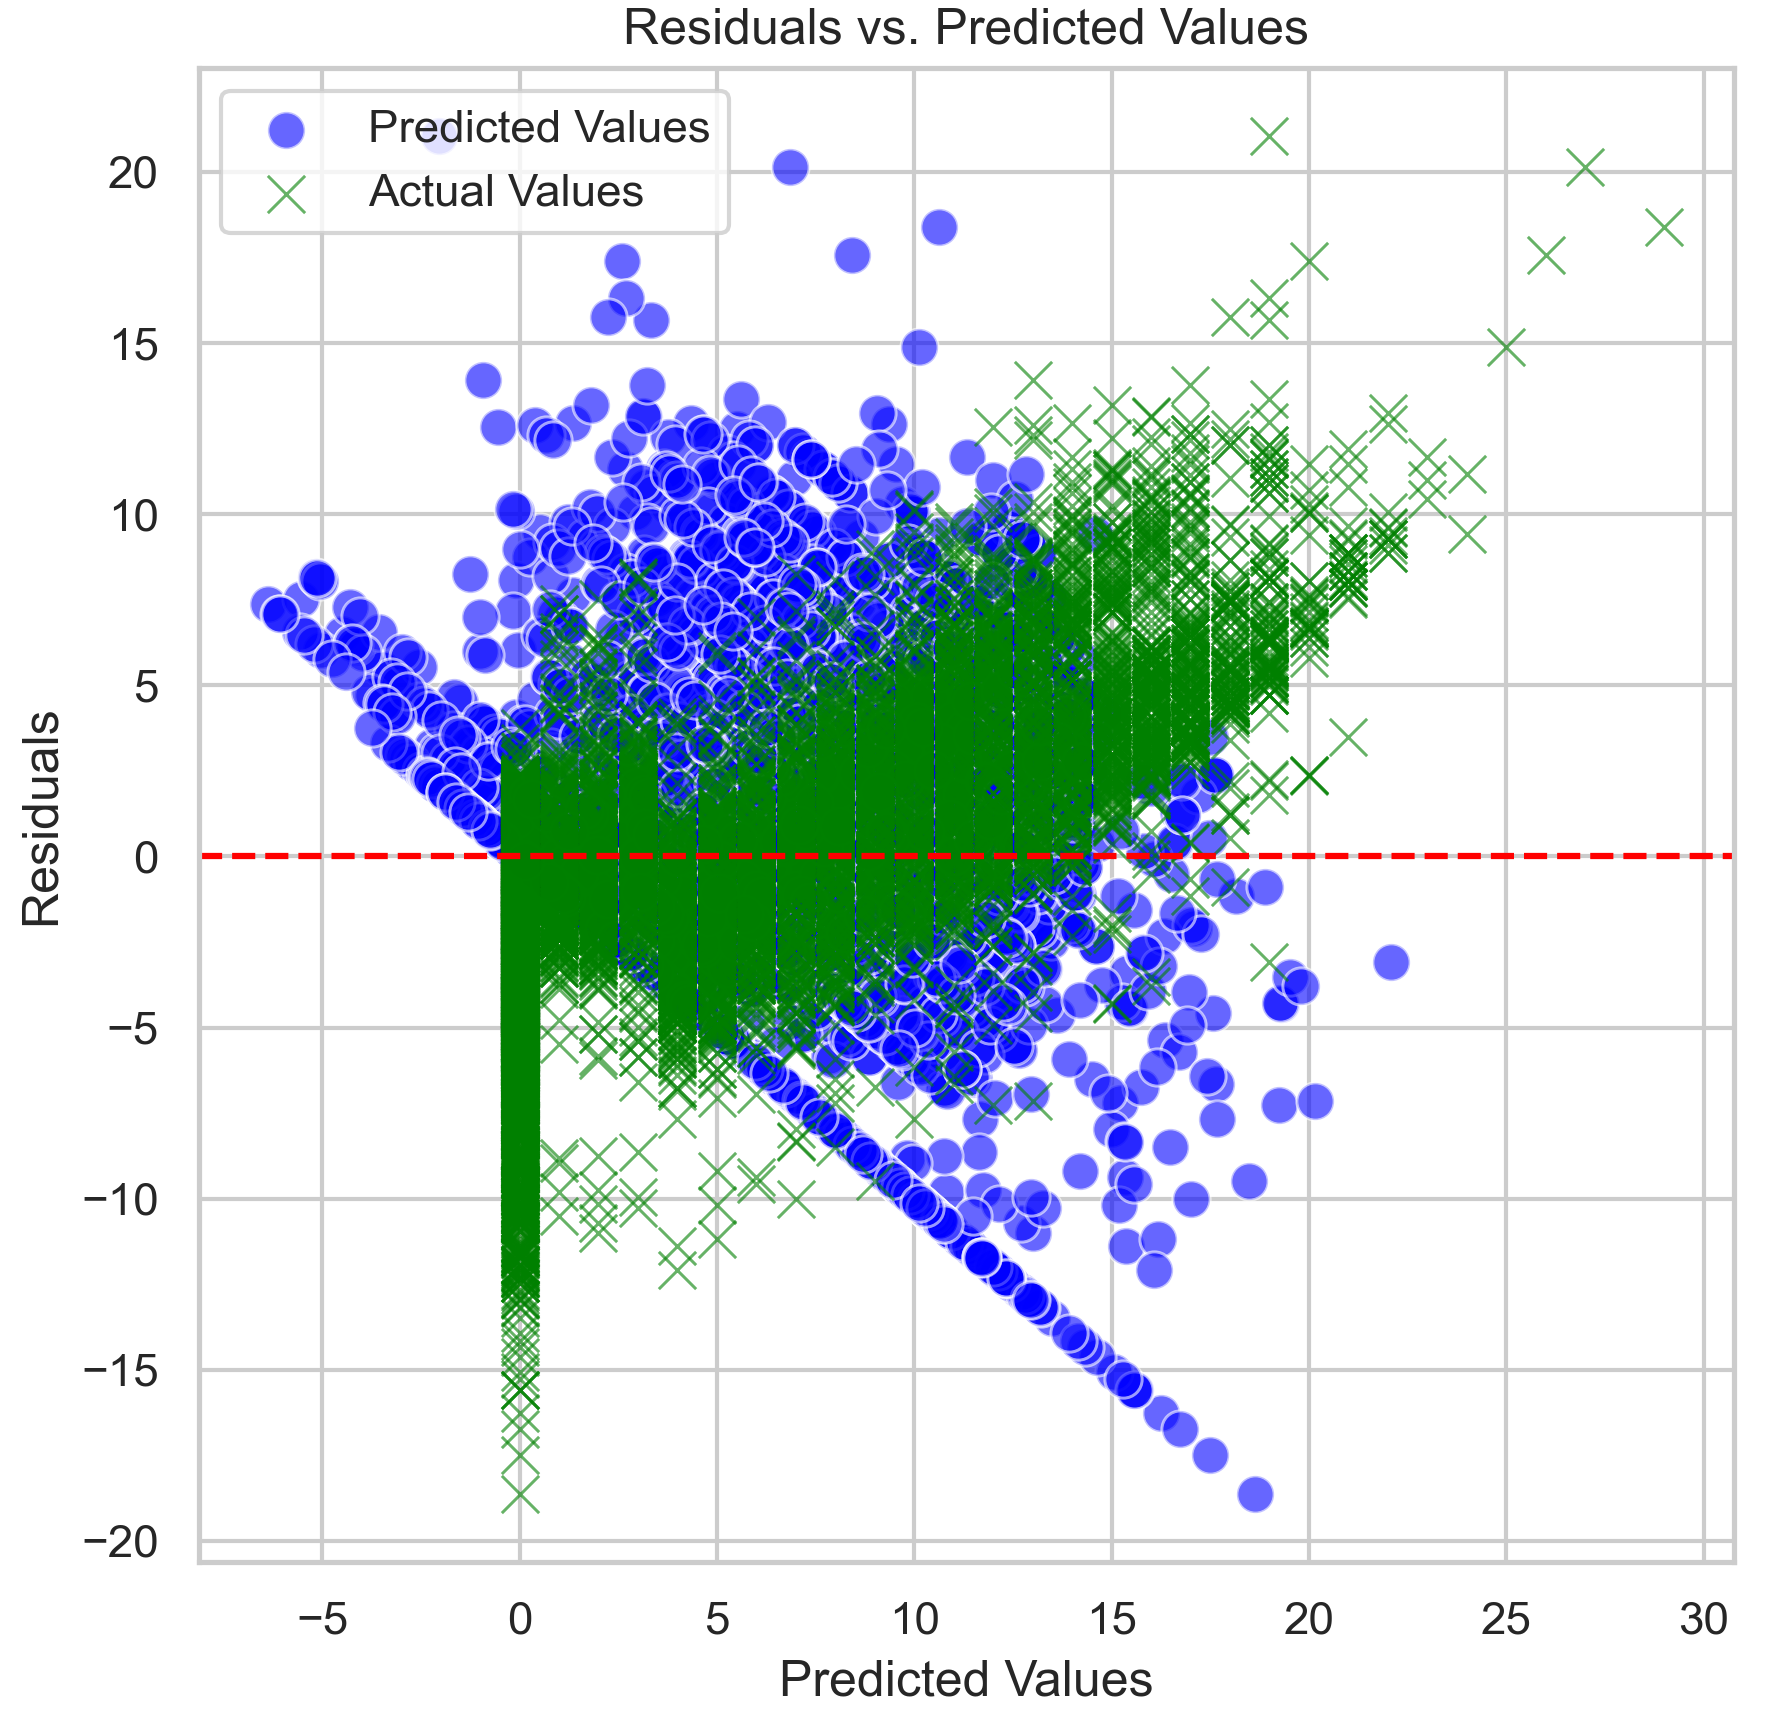 Residuals vs. Predicted Values
Predicted Values
Actual Values
20
15
10
5
0
−5
−10
−15
−20
Residuals
−5 0 5 10 15 20 25 30
Predicted Values